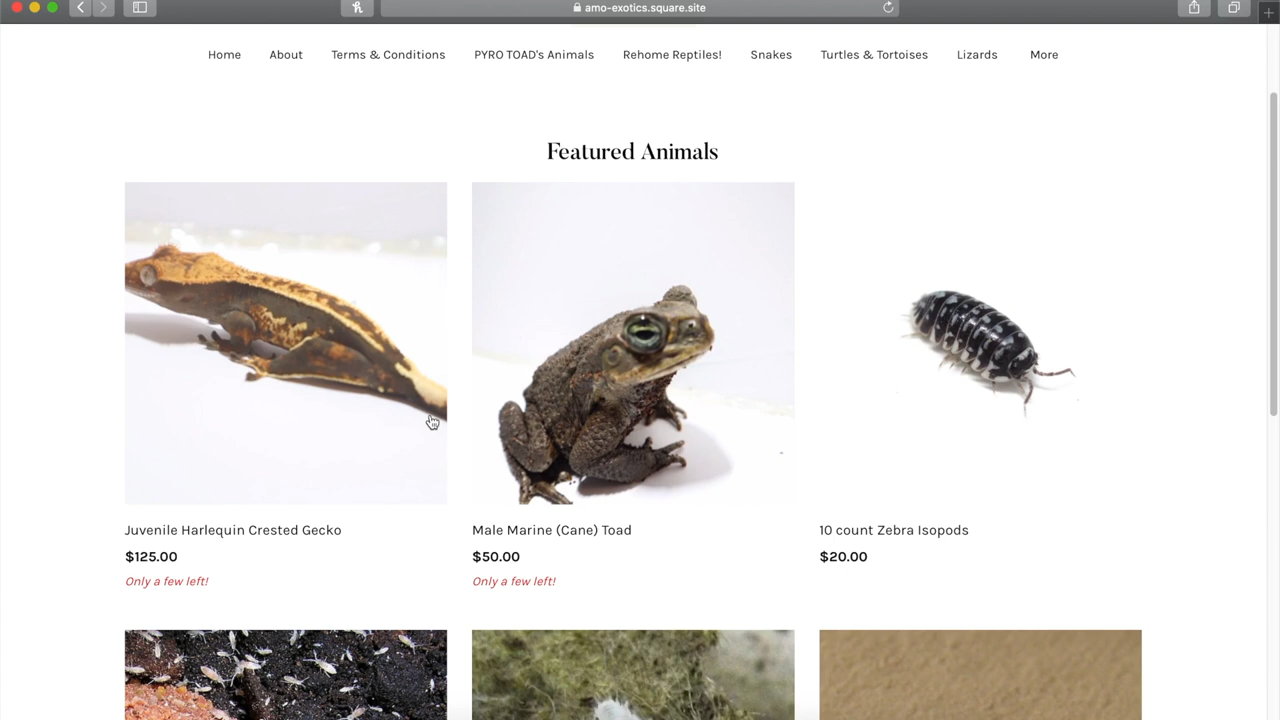 amo-exotics.square.site
Home About Terms & Conditions PYRO TOAD's Animals Rehome Reptiles! Snakes Turtles & Tortoises Lizards More
Featured Animals
Juvenile Harlequin Crested Gecko
$125.00
Only a few left!
Male Marine (Cane) Toad
$50.00
Only a few left!
10 count Zebra Isopods
$20.00